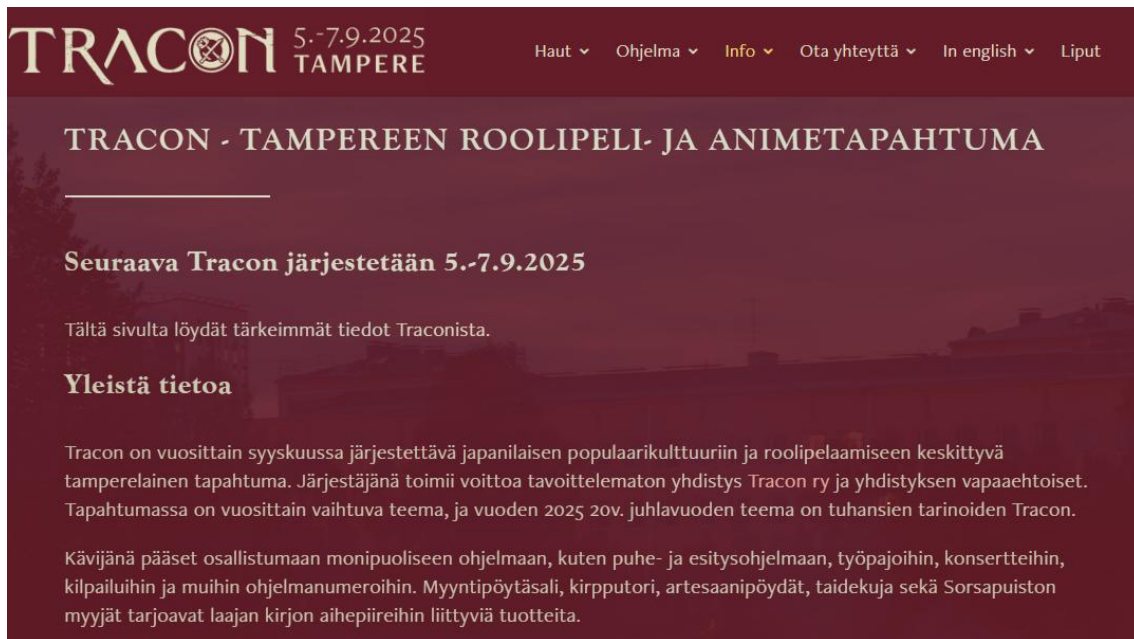 TRACON 5.-7.9.2025
TAMPERE
Haut Ohjelma Info Ota yhteyttä In english Liput
TRACON - TAMPEREEN ROOLIPELI- JA ANIMETAPAHTUMA
Seuraava Tracon järjestetään 5.-7.9.2025
Tältä sivulta löydät tärkeimmät tiedot Traconista.
Yleistä tietoa
Tracon on vuosittain syyskuussa järjestettävä japanilaisen populaarikulttuuriin ja roolipelaamiseen keskittyvä
tamperelainen tapahtuma. Järjestäjänä toimii voittoa tavoittelematon yhdistys Tracon ry ja yhdistyksen vapaaehtoiset.
Tapahtumassa on vuosittain vaihtuva teema, ja vuoden 2025 20v. juhlavuoden teema on tuhansien tarinoiden Tracon.
Kävijänä pääset osallistumaan monipuoliseen ohjelmaan, kuten puhe- ja esitysohjelmaan, työpajoihin, konsertteihin,
kilpailuihin ja muihin ohjelmanumeroihin. Myyntipöytäsali, kirpputori, artesaanipöydät, taidekuja sekä Sorsapuiston
myyjät tarjoavat laajan kirjon aihepiireihin liittyviä tuotteita.